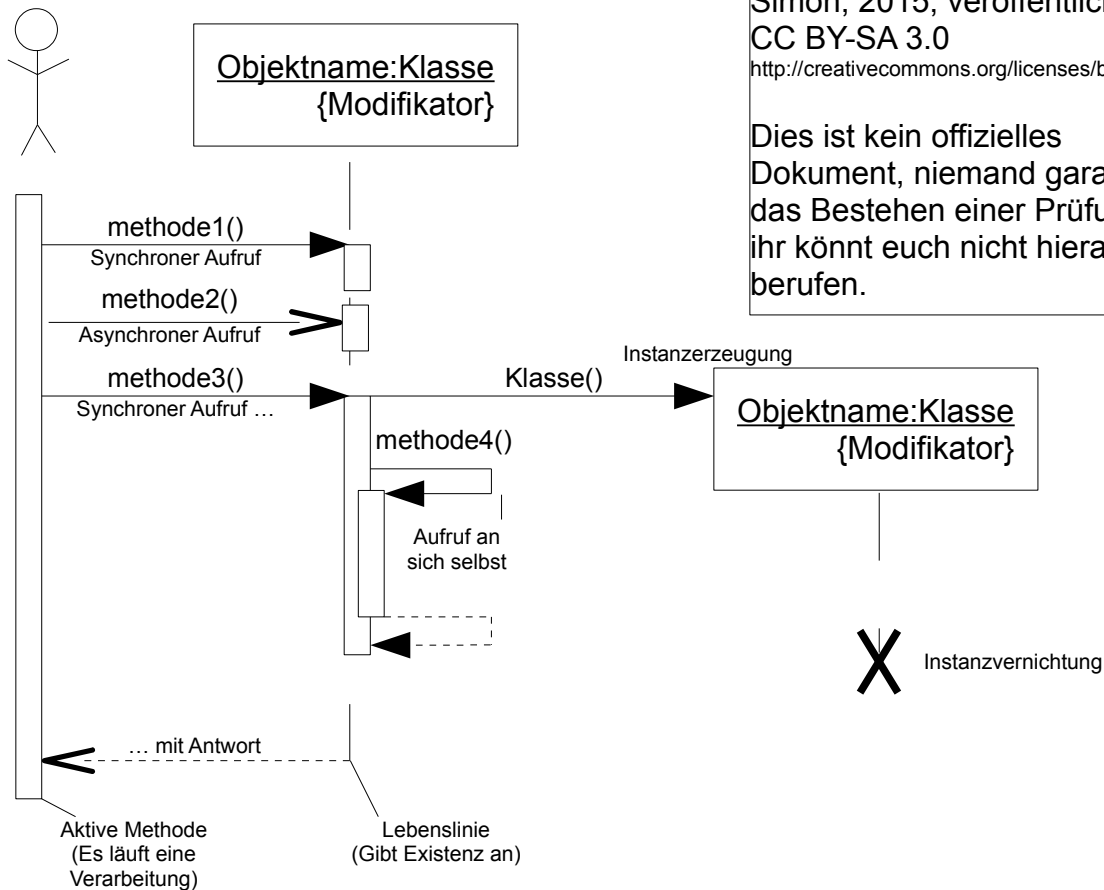 Simon, 2015, veröffentlich
CC BY-SA 3.0
http://creativecommons.org/licenses/b
Dies ist kein offizielles
Dokument, niemand gara
das Bestehen einer Prüfu
ihr könnt euch nicht hiera
berufen.
Objektname:Klasse
{Modifikator}
methode1()
Synchroner Aufruf
methode2()
Asynchroner Aufruf
methode3()
Synchroner Aufruf …
Klasse()
Instanzerzeugung
Objektname:Klasse
{Modifikator}
methode4()
Aufruf an
sich selbst
Instanzvernichtung
… mit Antwort
Aktive Methode
(Es läuft eine
Verarbeitung)
Lebenslinie
(Gibt Existenz an)